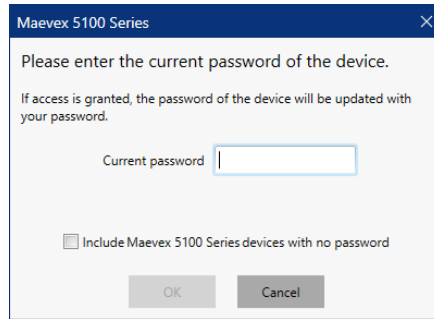 Maevex 5100 Series
Please enter the current password of the device.
If access is granted, the password of the device will be updated with
your password.
Current password
Include Maevex 5100 Series devices with no password
OK
Cancel